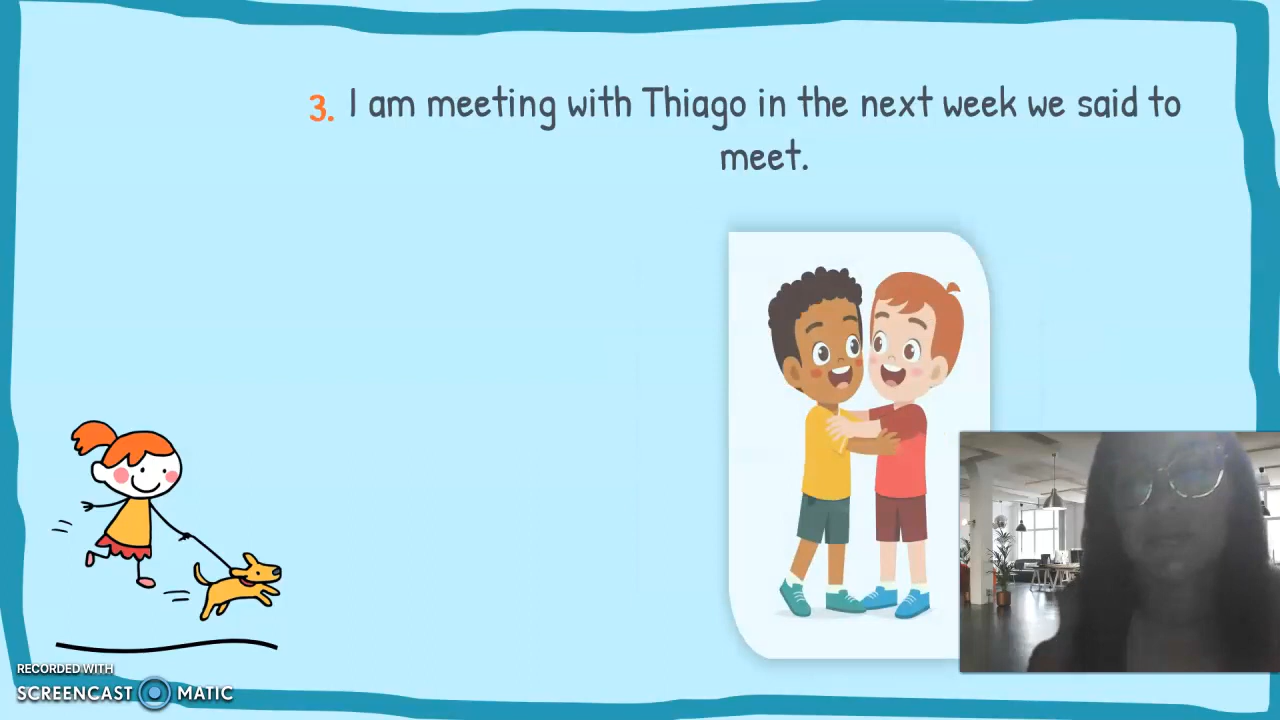 3. I am meeting with Thiago in the next week we said to
meet.
RECORDED WITH
SCREENCAST MATIC